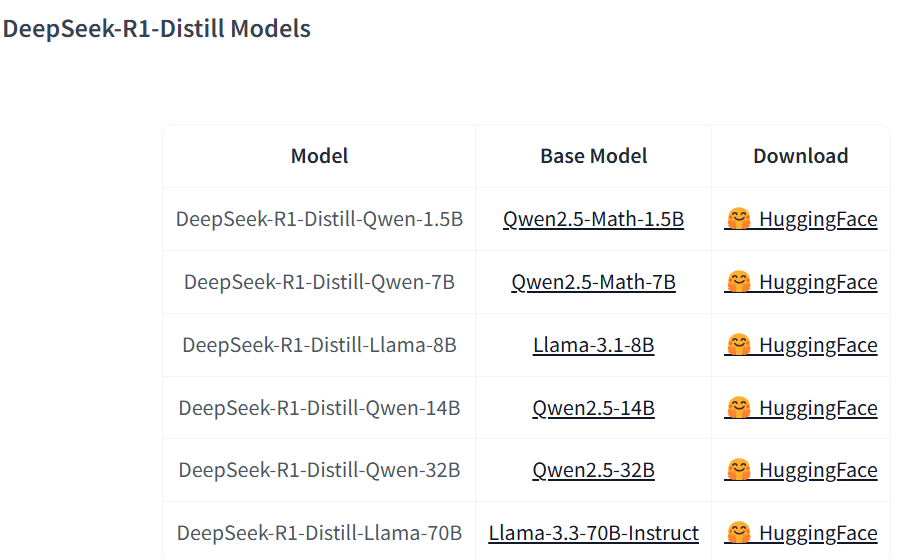 DeepSeek-R1-Distill Models
Model Base Model Download
DeepSeek-R1-Distill-Qwen-1.5B Qwen2.5-Math-1.5B 🤗 HuggingFace
DeepSeek-R1-Distill-Qwen-7B Qwen2.5-Math-7B 🤗 HuggingFace
DeepSeek-R1-Distill-Llama-8B Llama-3.1-8B 🤗 HuggingFace
DeepSeek-R1-Distill-Qwen-14B Qwen2.5-14B 🤗 HuggingFace
DeepSeek-R1-Distill-Qwen-32B Qwen2.5-32B 🤗 HuggingFace
DeepSeek-R1-Distill-Llama-70B Llama-3.3-70B-Instruct 🤗 HuggingFace